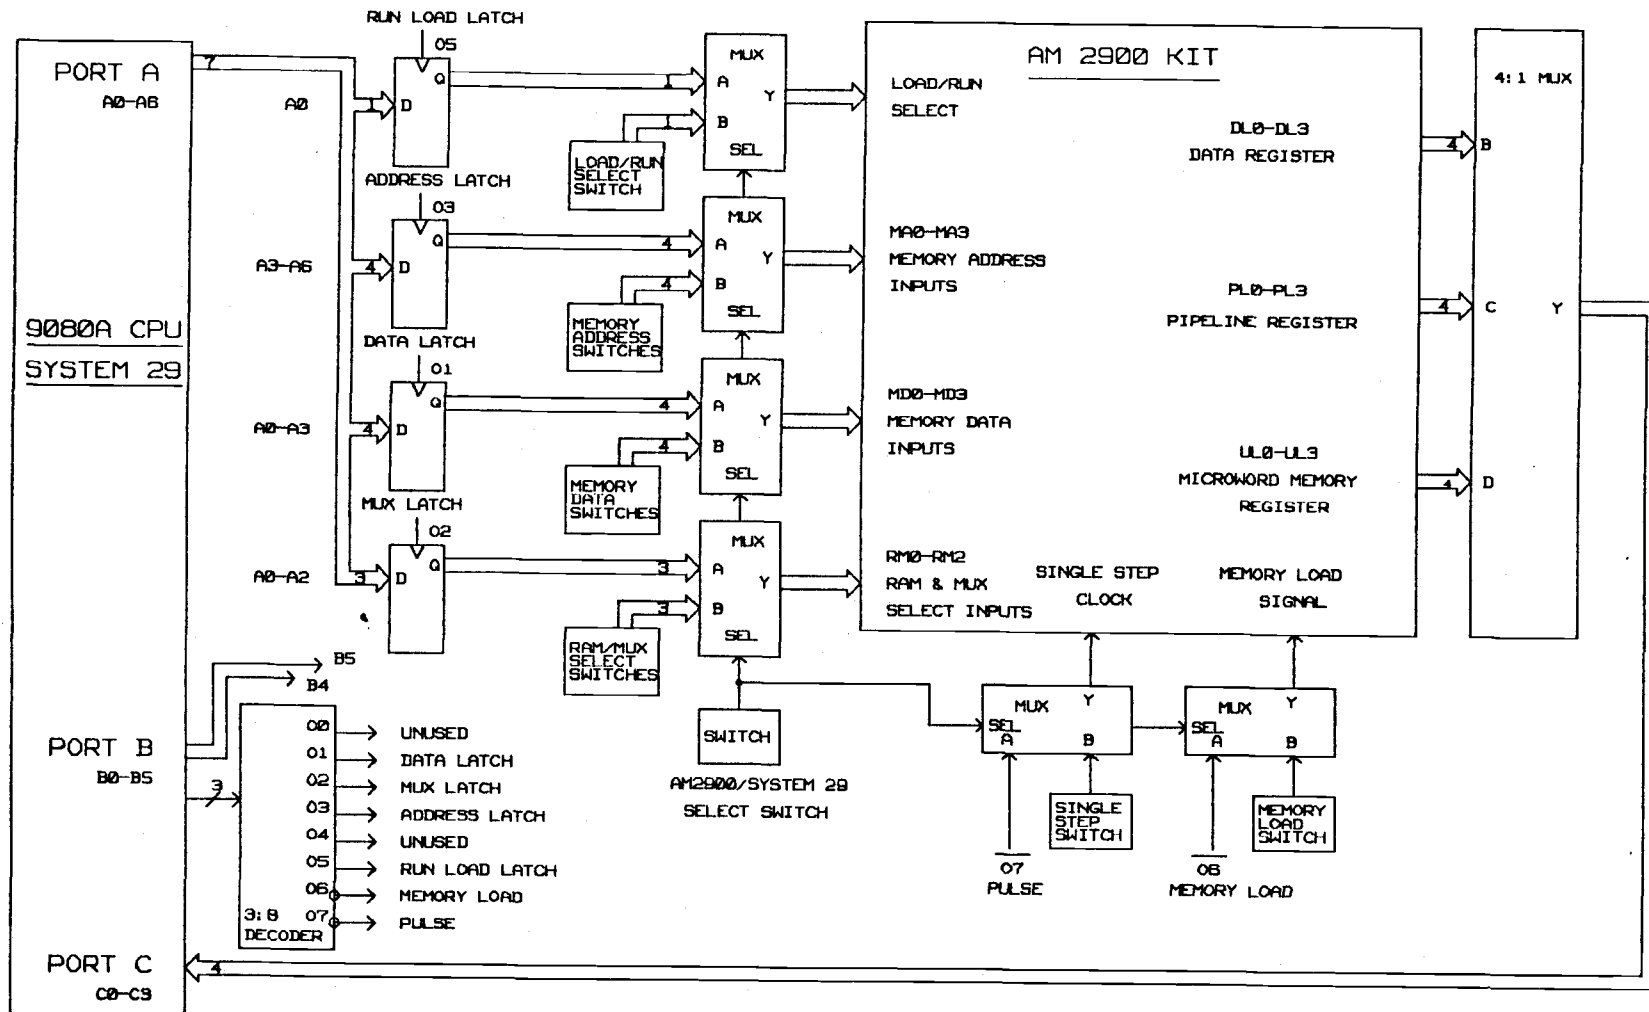 RUN LOAD LATCH
PORT A
A0-A6
7
A0
1
D
05
Q
1
A
B
MUX
Y
SEL
1
LOAD/RUN
SELECT
SWITCH
AM 2900 KIT
LOAD/RUN
SELECT
4:1 MUX
DL0-DL3
DATA REGISTER
4
B
ADDRESS LATCH
03
A3-A6
4
D
Q
4
A
B
MUX
Y
SEL
4
MEMORY
ADDRESS
SWITCHES
MA0-MA3
MEMORY ADDRESS
INPUTS
PL0-PL3
PIPELINE REGISTER
4
C
Y
9080A CPU
SYSTEM 29
DATA LATCH
01
A0-A3
4
D
Q
4
A
B
MUX
Y
SEL
4
MEMORY
DATA
SWITCHES
MD0-MD3
MEMORY DATA
INPUTS
UL0-UL3
MICROWORD MEMORY
REGISTER
4
D
MUX LATCH
02
A0-A2
3
D
Q
3
A
B
MUX
Y
SEL
3
RAM/MUX
SELECT
SWITCHES
RM0-RM2
RAM & MUX
SELECT INPUTS
SINGLE STEP
CLOCK
MEMORY LOAD
SIGNAL
B5
B4
PORT B
B0-B5
3
00
UNUSED
01
DATA LATCH
02
MUX LATCH
03
ADDRESS LATCH
04
UNUSED
05
RUN LOAD LATCH
06
MEMORY LOAD
07
PULSE
3:8
DECODER
SWITCH
AM2900/SYSTEM 29
SELECT SWITCH
MUX
Y
SEL
A
B
MUX
Y
SEL
A
B
SINGLE
STEP
SWITCH
MEMORY
LOAD
SWITCH
07
PULSE
06
MEMORY LOAD
PORT C
C0-C3
4